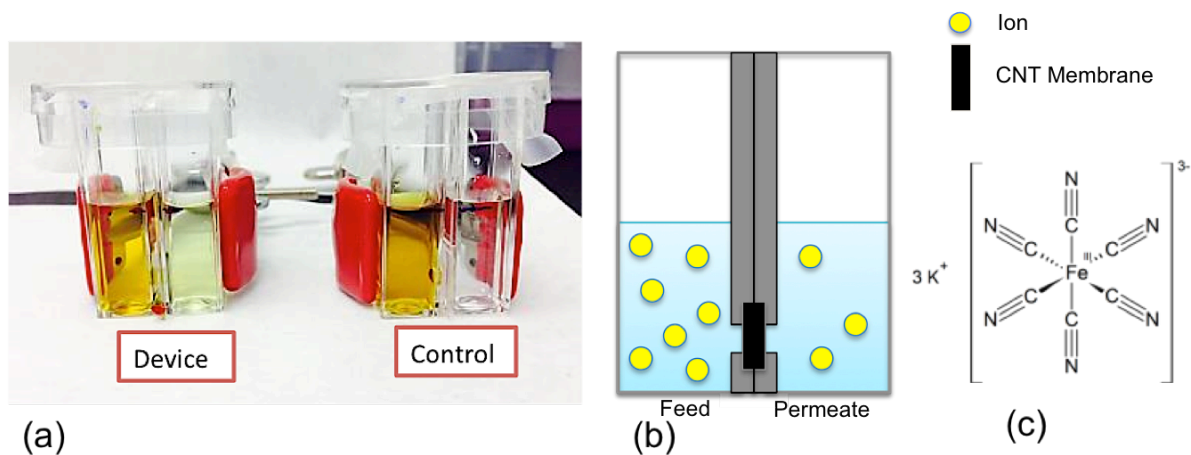 Device
Control
(a)
Feed
Permeate
(b)
Ion
CNT Membrane
3 K+
3-
N
C
N
C
C
N
III
Fe
N
C
C
N
C
N
(c)